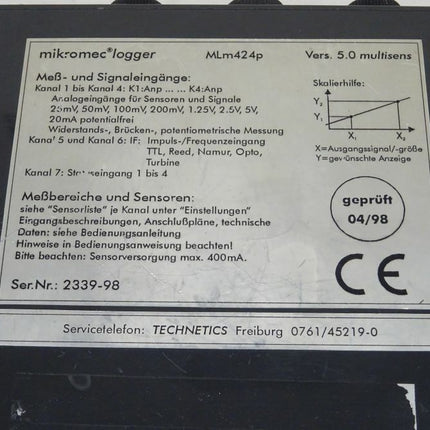 mikromec®logger MLm424p Vers. 5.0 multisens
Meß- und Signaleingänge:
Kanal 1 bis Kanal 4: K1:Anp ... ... K4:Anp
Analogeingänge für Sensoren und Signale
25mV, 50mV, 100mV, 200mV, 1.25V, 2.5V, 5V,
20mA potentialfrei
Widerstands-, Brücken-, potentiometrische Messung
Kanal 5 und Kanal 6: IF: Impuls-/Frequenzeingang
TTL, Reed, Namur, Opto,
Turbine
Kanal 7: Statuseingang 1 bis 4
Skalierhilfe:
Y₂
Y₁
X₁ X₂
X=Ausgangssignal/-größe
Y=gewünschte Anzeige
Meßbereiche und Sensoren:
siehe "Sensorliste" je Kanal unter "Einstellungen"
Eingangsbeschreibungen, Anschlußpläne, technische
Daten: siehe Bedienungsanleitung
Hinweise in Bedienungsanweisung beachten!
Bitte beachten: Sensorversorgung max. 400mA.
geprüft
04/98
Ser.Nr.: 2339-98
CE
Servicetelefon: TECHNETICS Freiburg 0761/45219-0